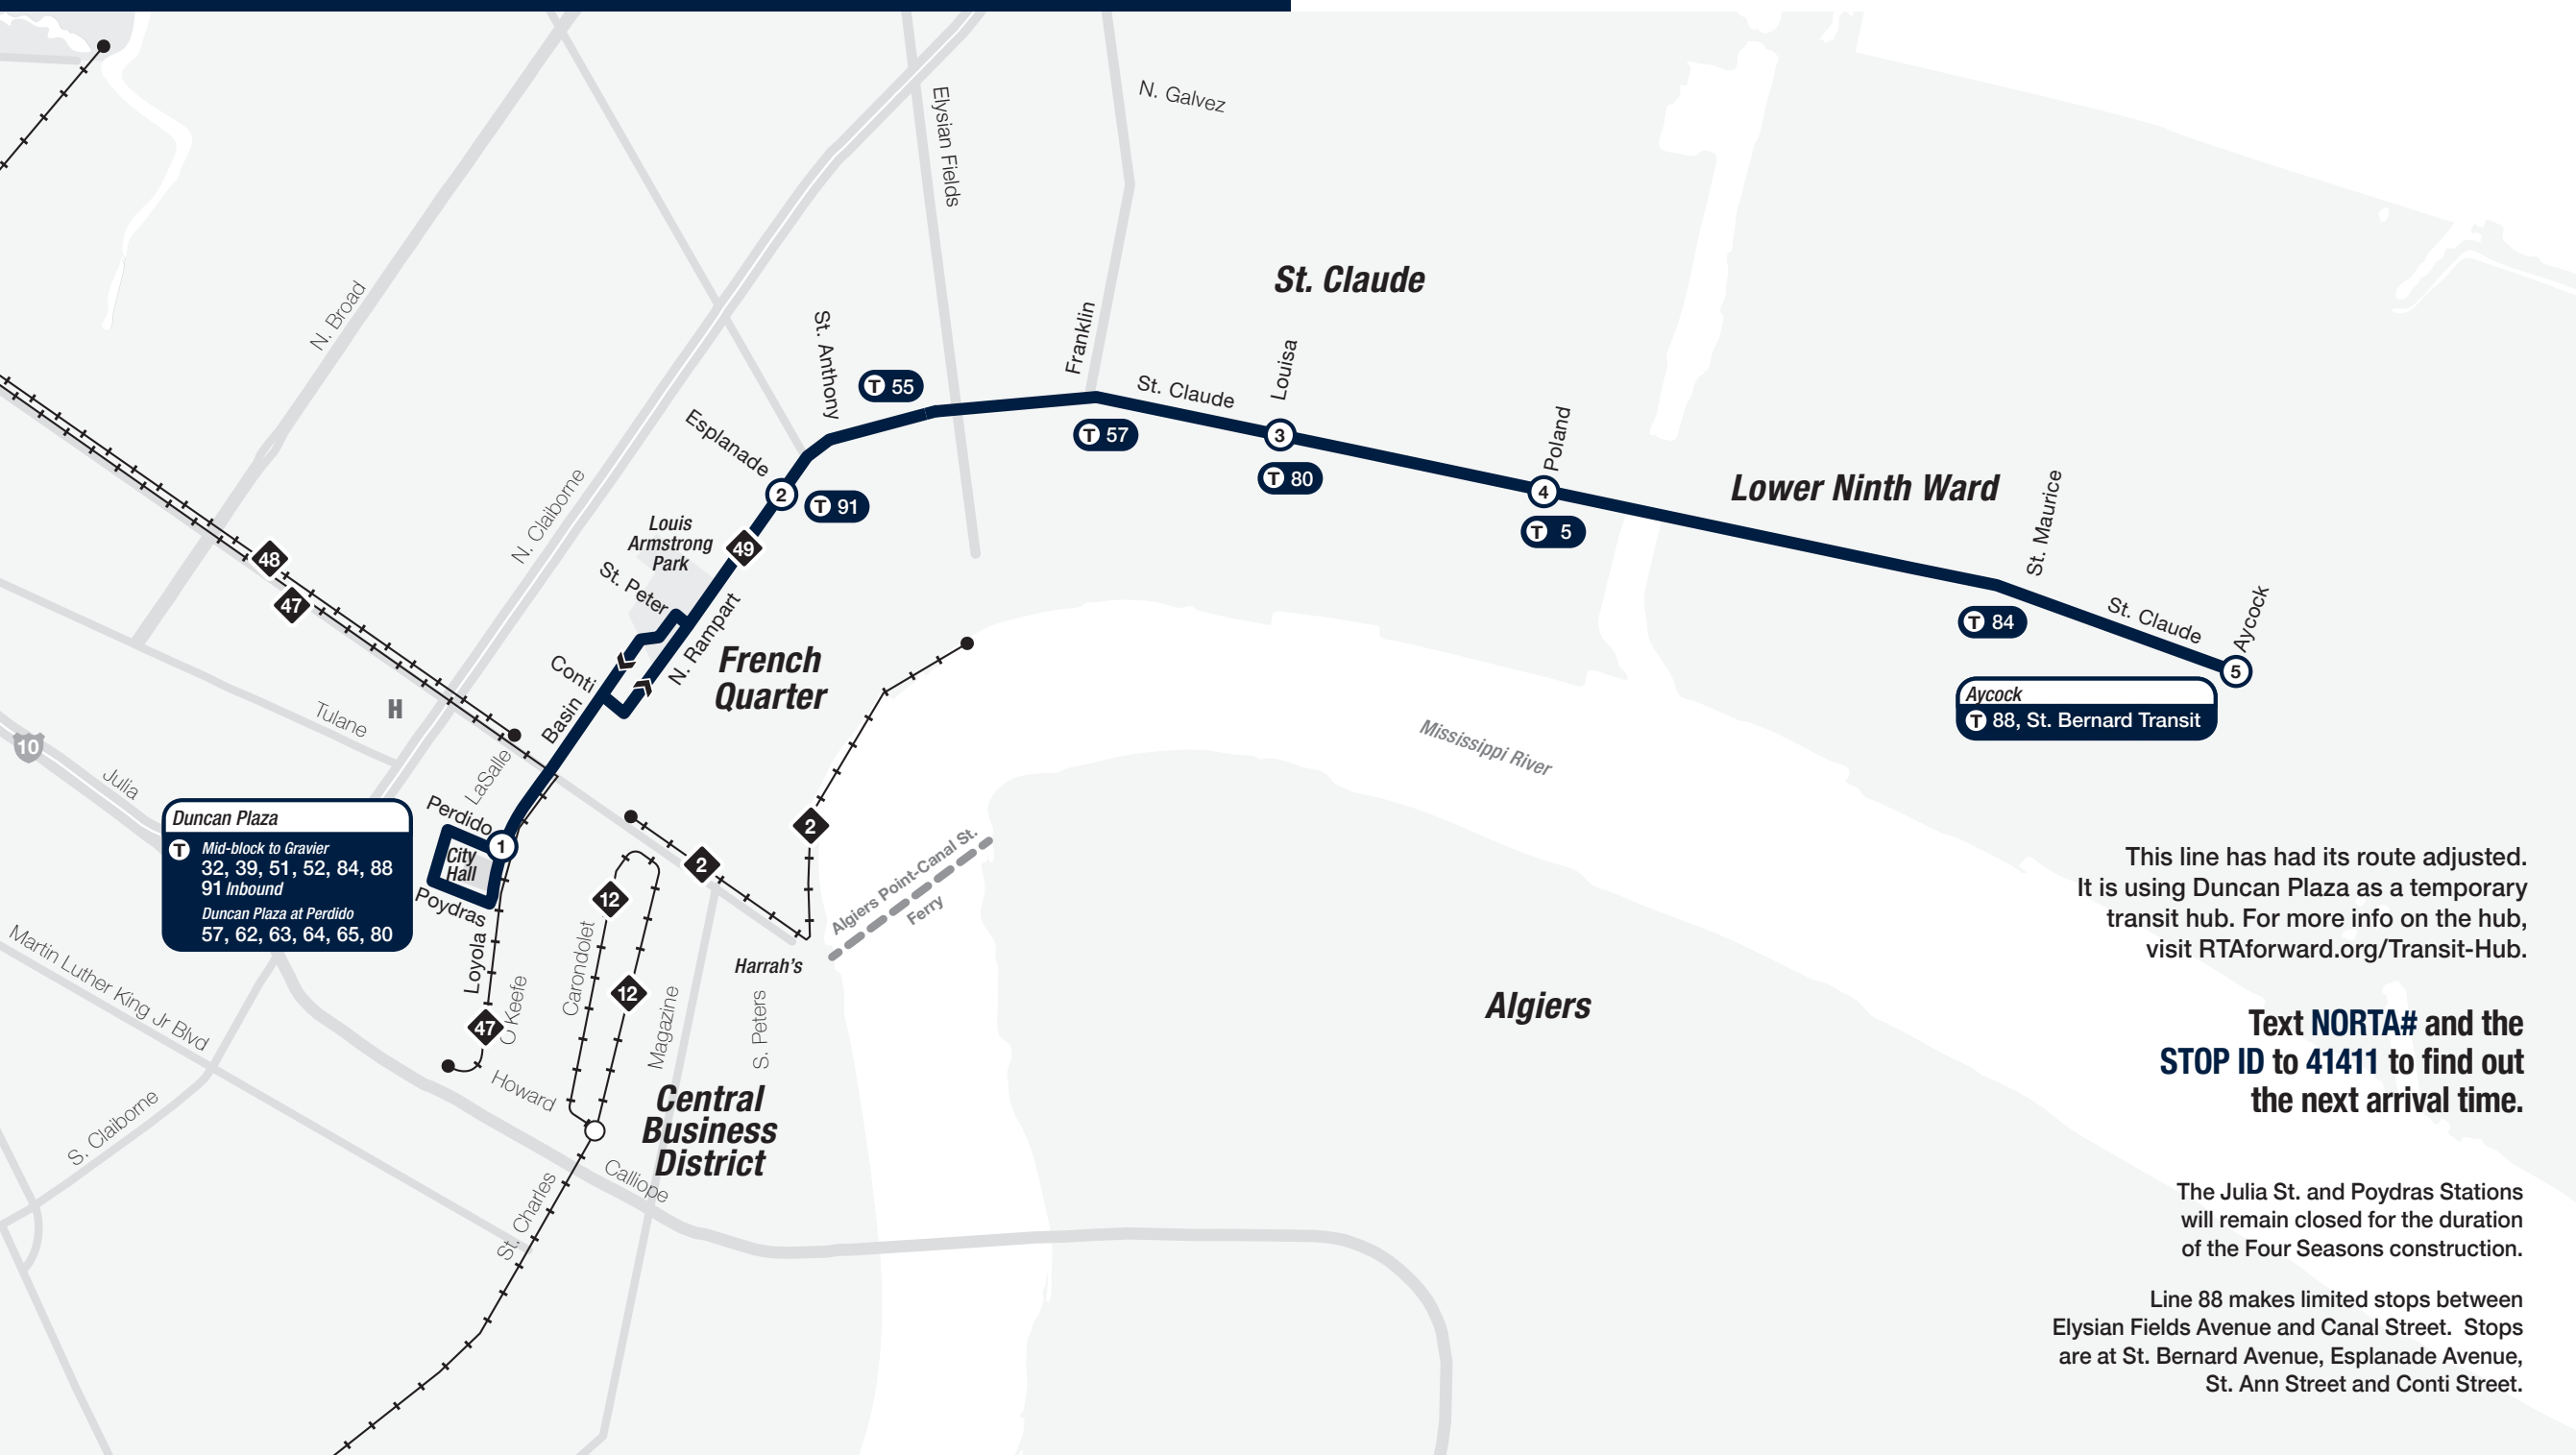 N. Galvez
Elysian Fields
N. Broad
St. Claude
St. Anthony
Franklin
St. Claude
Louisa
T 55
T 57
Esplanade
3
T 80
Poland
4
T 5
Lower Ninth Ward
St. Maurice
2
T 91
N. Claiborne
Louis
Armstrong
Park
49
St. Peter
48
47
N. Rampart
French
Quarter
T 84
St. Claude
Aycock
5
Aycock
T 88, St. Bernard Transit
Conti
Basin
H
Tulane
10
Julia
LaSalle
Mississippi River
Perdido
1
City
Hall
Poydras
Duncan Plaza
T Mid-block to Gravier
32, 39, 51, 52, 84, 88
91 Inbound
Duncan Plaza at Perdido
57, 62, 63, 64, 65, 80
2
2
Algiers Point-Canal St.
Ferry
Harrah's
Martin Luther King Jr Blvd
Loyola
O'Keefe
Carondolet
12
12
Magazine
S. Peters
47
Howard
Central
Business
District
Algiers
S. Claiborne
St. Charles
Calliope
This line has had its route adjusted.
It is using Duncan Plaza as a temporary
transit hub. For more info on the hub,
visit RTAforward.org/Transit-Hub.
Text NORTA# and the
STOP ID to 41411 to find out
the next arrival time.
The Julia St. and Poydras Stations
will remain closed for the duration
of the Four Seasons construction.
Line 88 makes limited stops between
Elysian Fields Avenue and Canal Street. Stops
are at St. Bernard Avenue, Esplanade Avenue,
St. Ann Street and Conti Street.